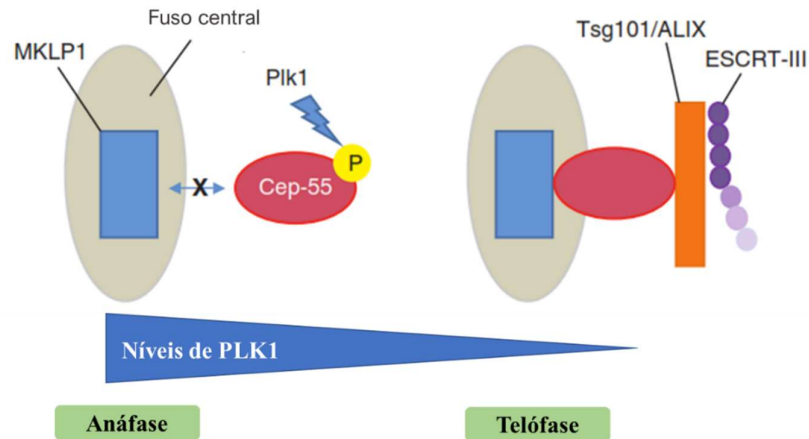 Fuso central
MKLP1
Plk1
P
X
Cep-55
Tsg101/ALIX
ESCRT-III
Níveis de PLK1
Anáfase
Telófase